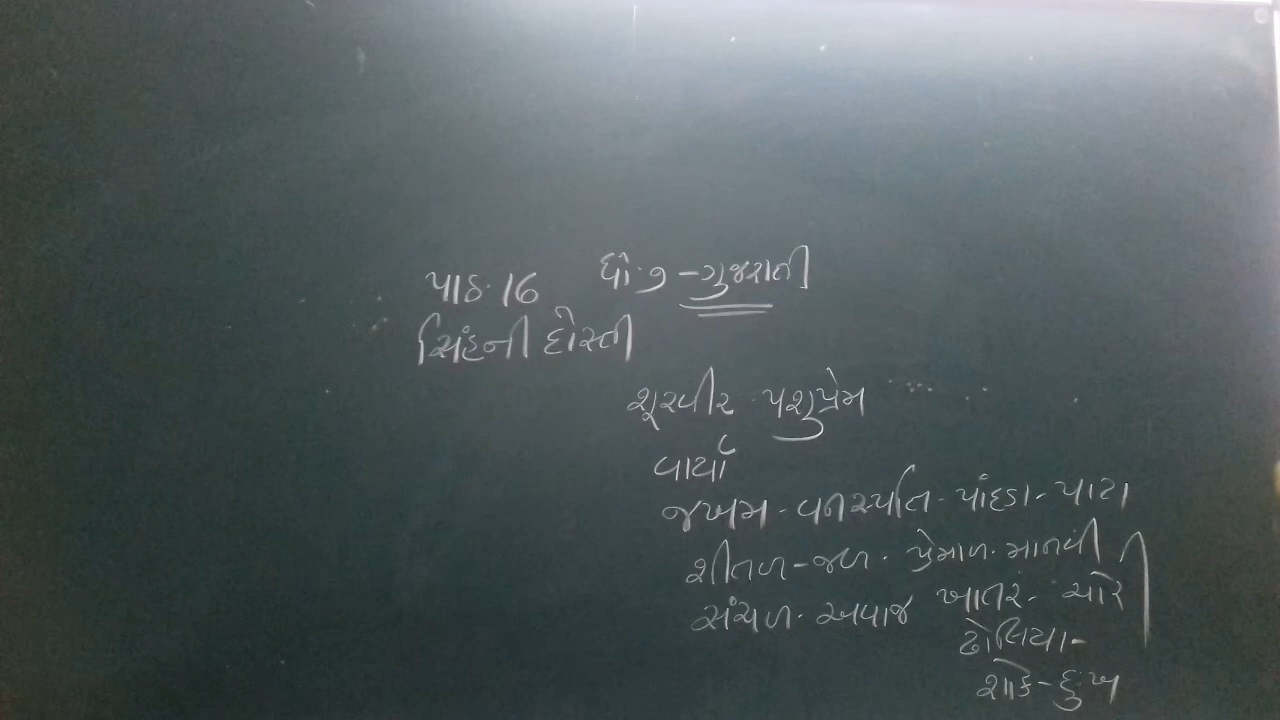 પાઠ.16 ધો.૭ - ગુજરાતી
સિંહની દોસ્તી
શૂરવીર પશુપ્રેમ
જખમ - વનસ્પતિ - પાંદડા - પાટા
શીતળ - જળ . પ્રેમાળ . માનવી
સંચળ . અવાજ ખાતર - ચોરે
ઢોલિયા -
શોક - દુ:ખ